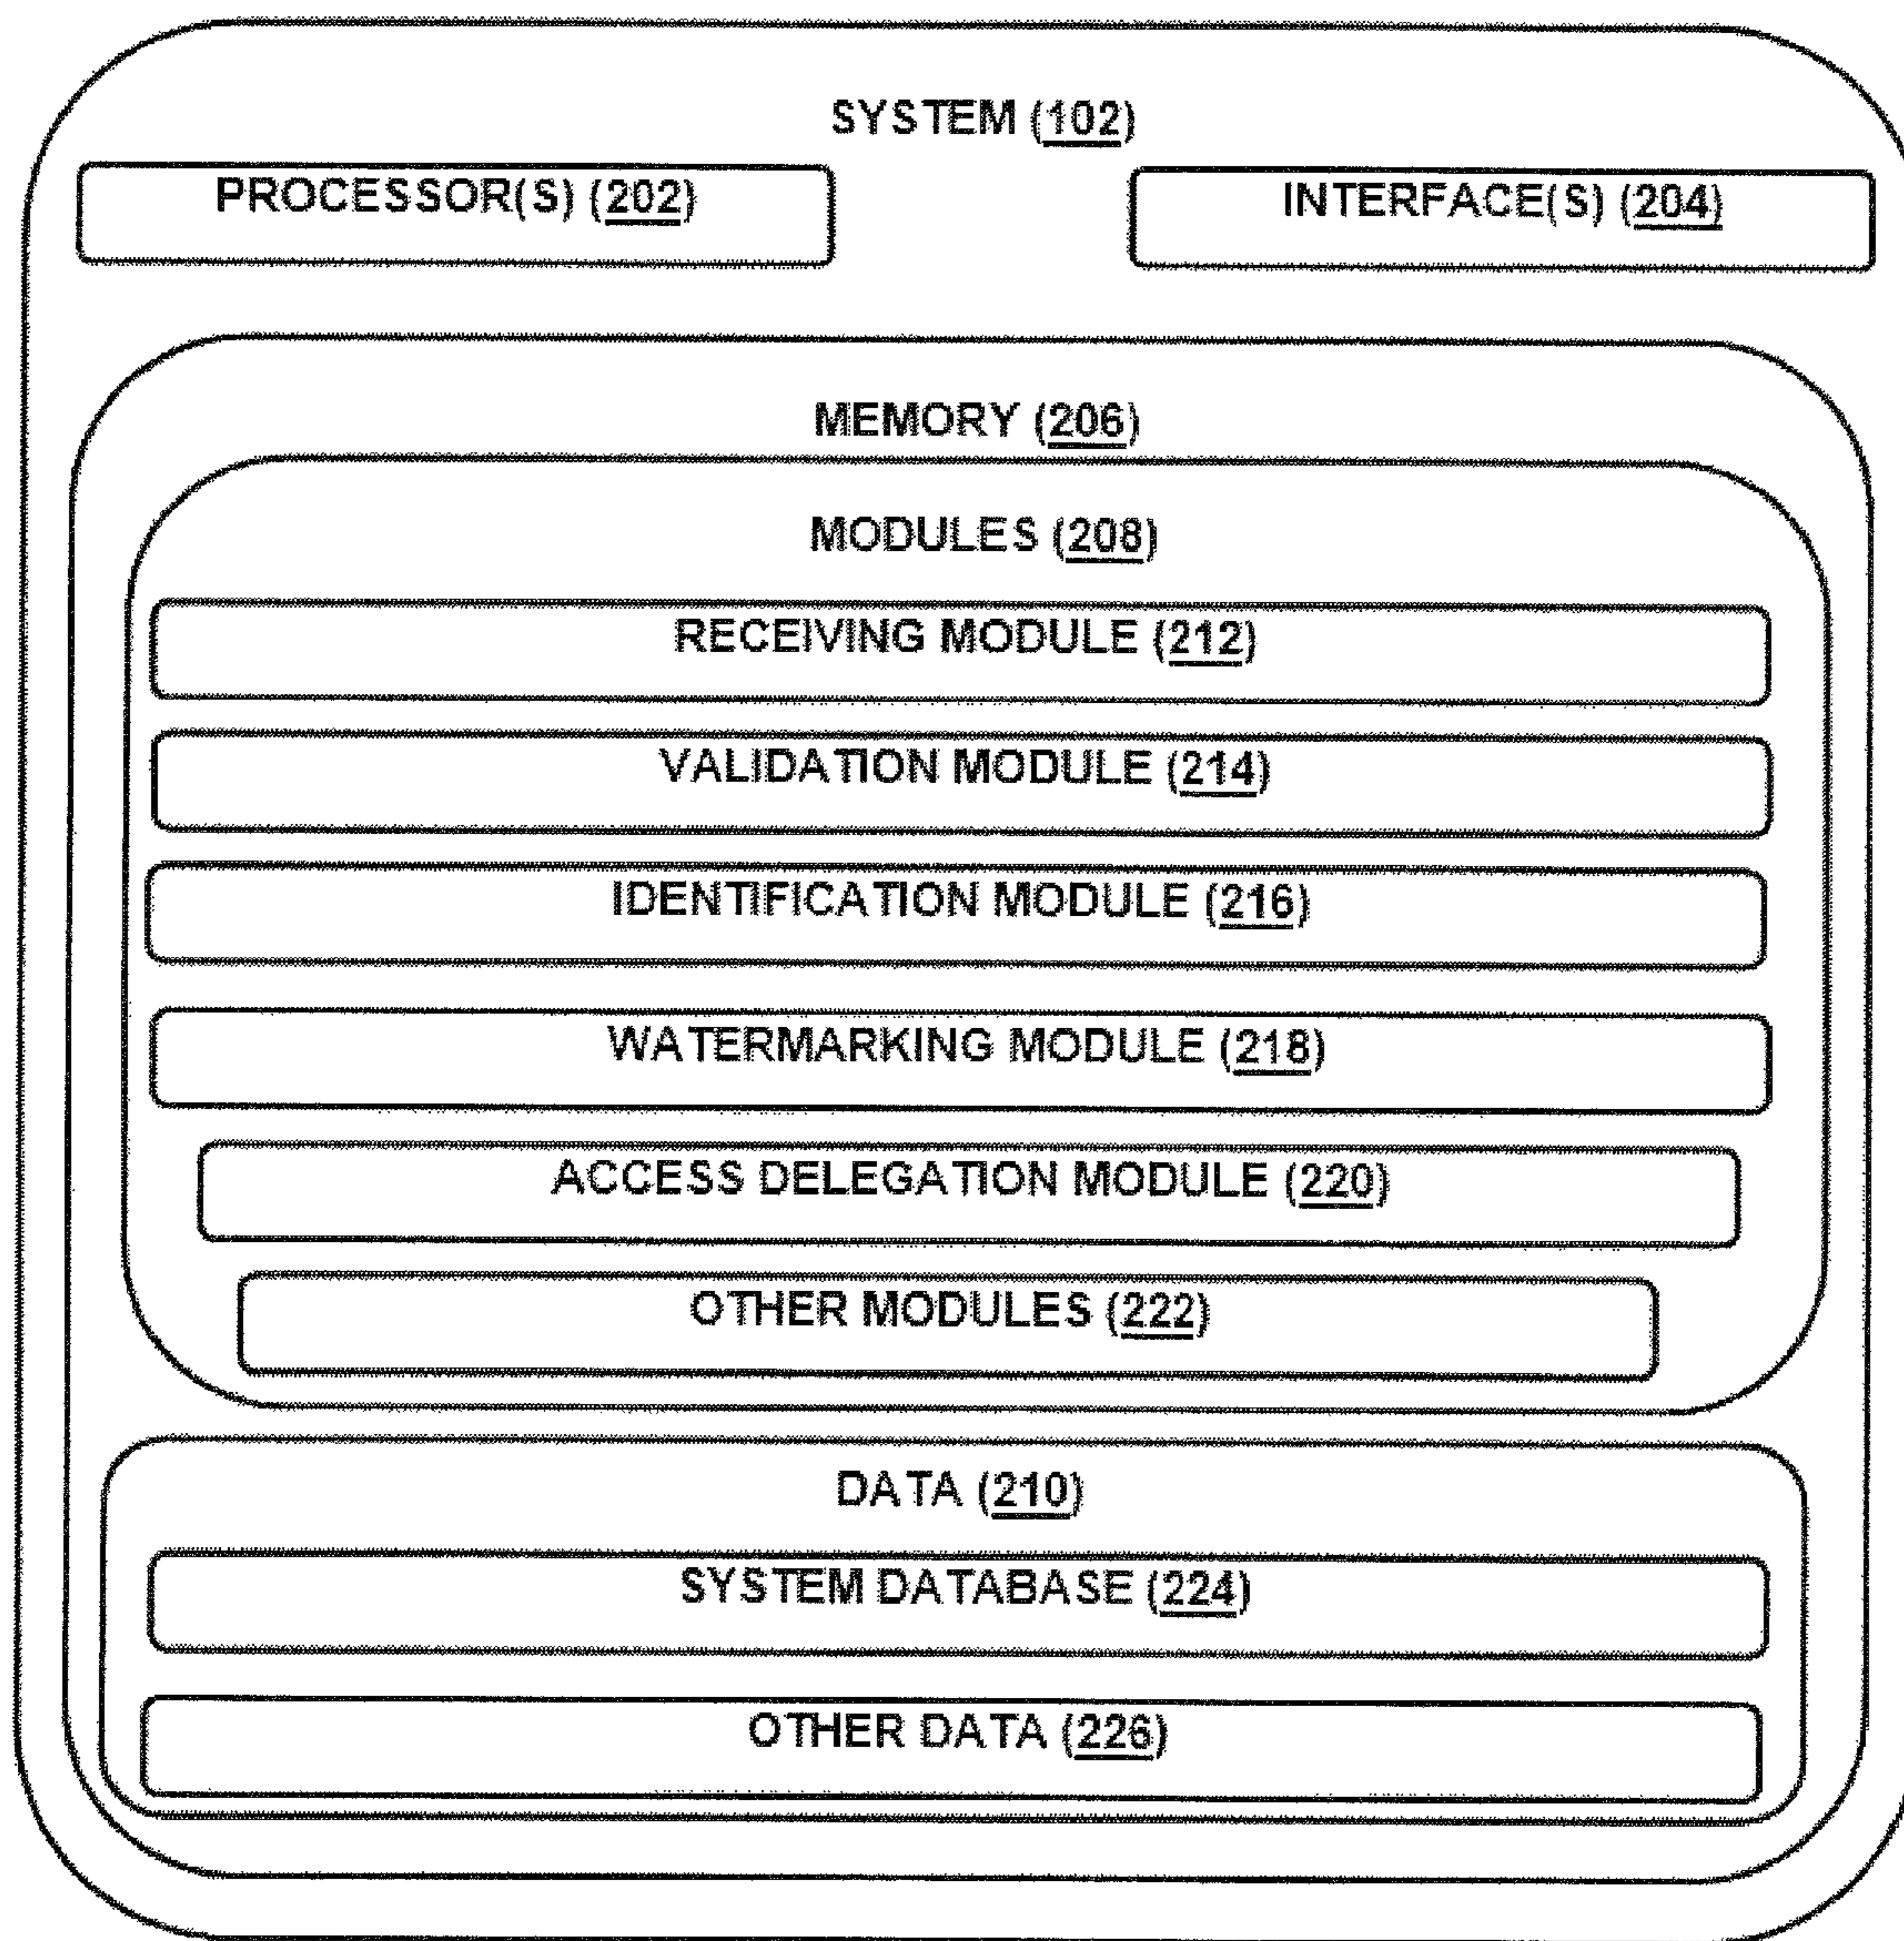 SYSTEM (102)
PROCESSOR(S) (202)
INTERFACE(S) (204)
MEMORY (206)
MODULES (208)
RECEIVING MODULE (212)
VALIDATION MODULE (214)
IDENTIFICATION MODULE (216)
WATERMARKING MODULE (218)
ACCESS DELEGATION MODULE (220)
OTHER MODULES (222)
DATA (210)
SYSTEM DATABASE (224)
OTHER DATA (226)